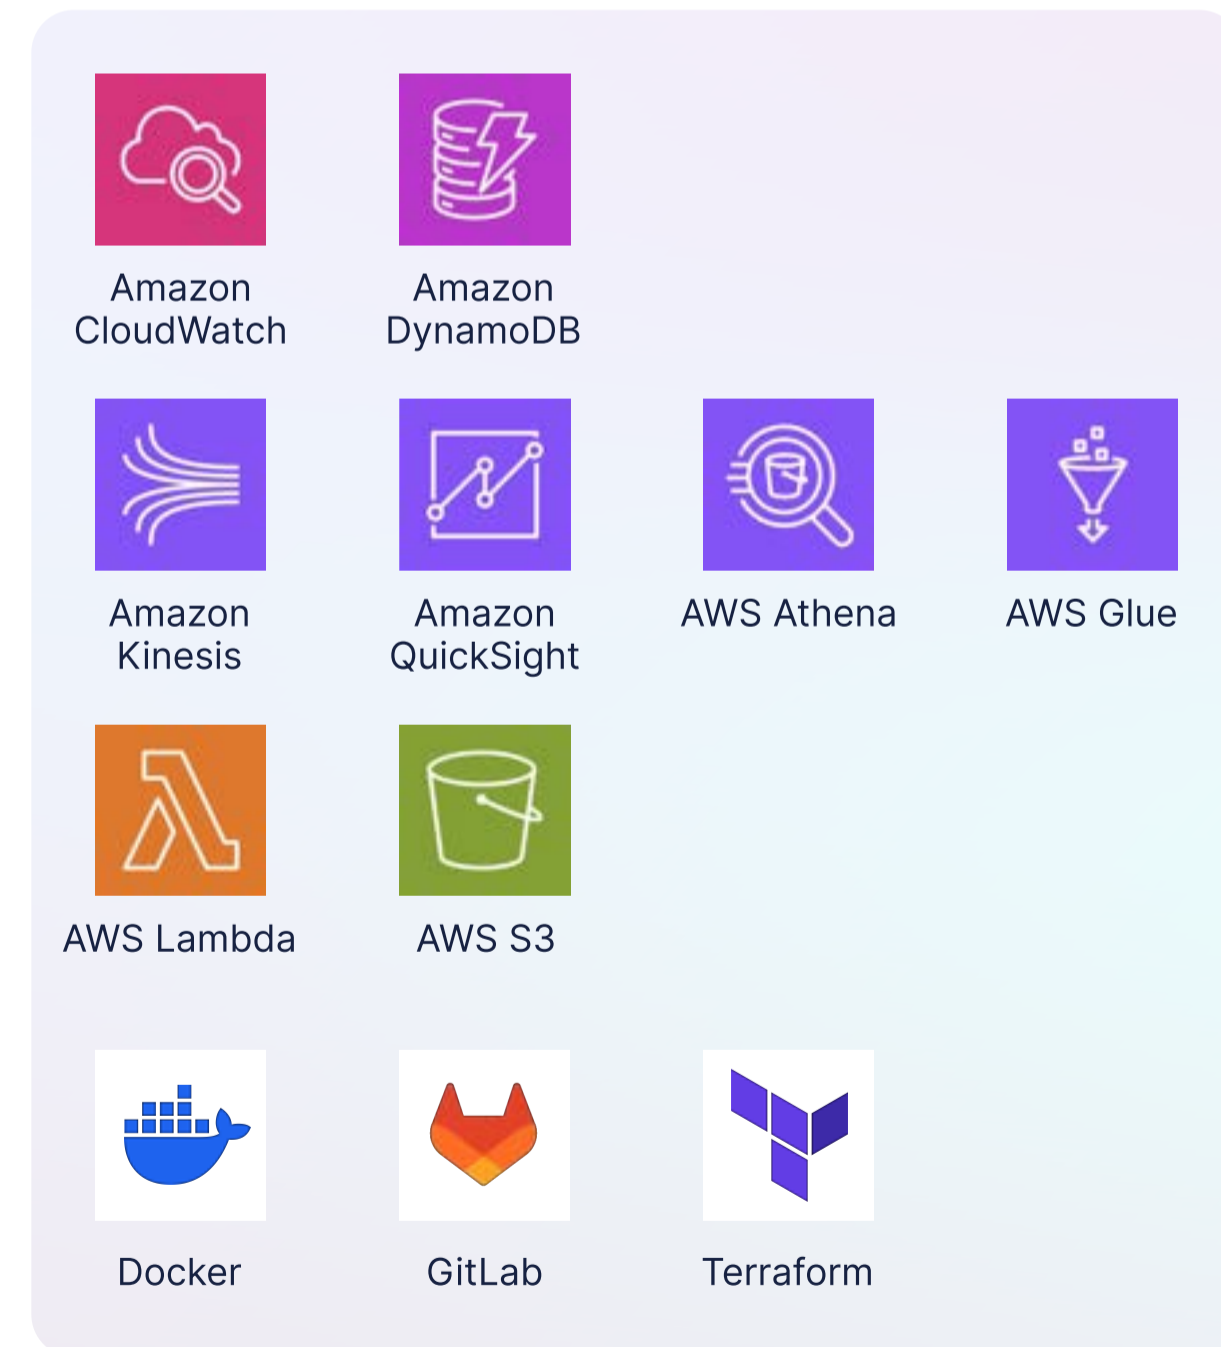 Amazon
CloudWatch
Amazon
DynamoDB
Amazon
Kinesis
Amazon
QuickSight
AWS Athena
AWS Glue
AWS Lambda
AWS S3
Docker
GitLab
Terraform